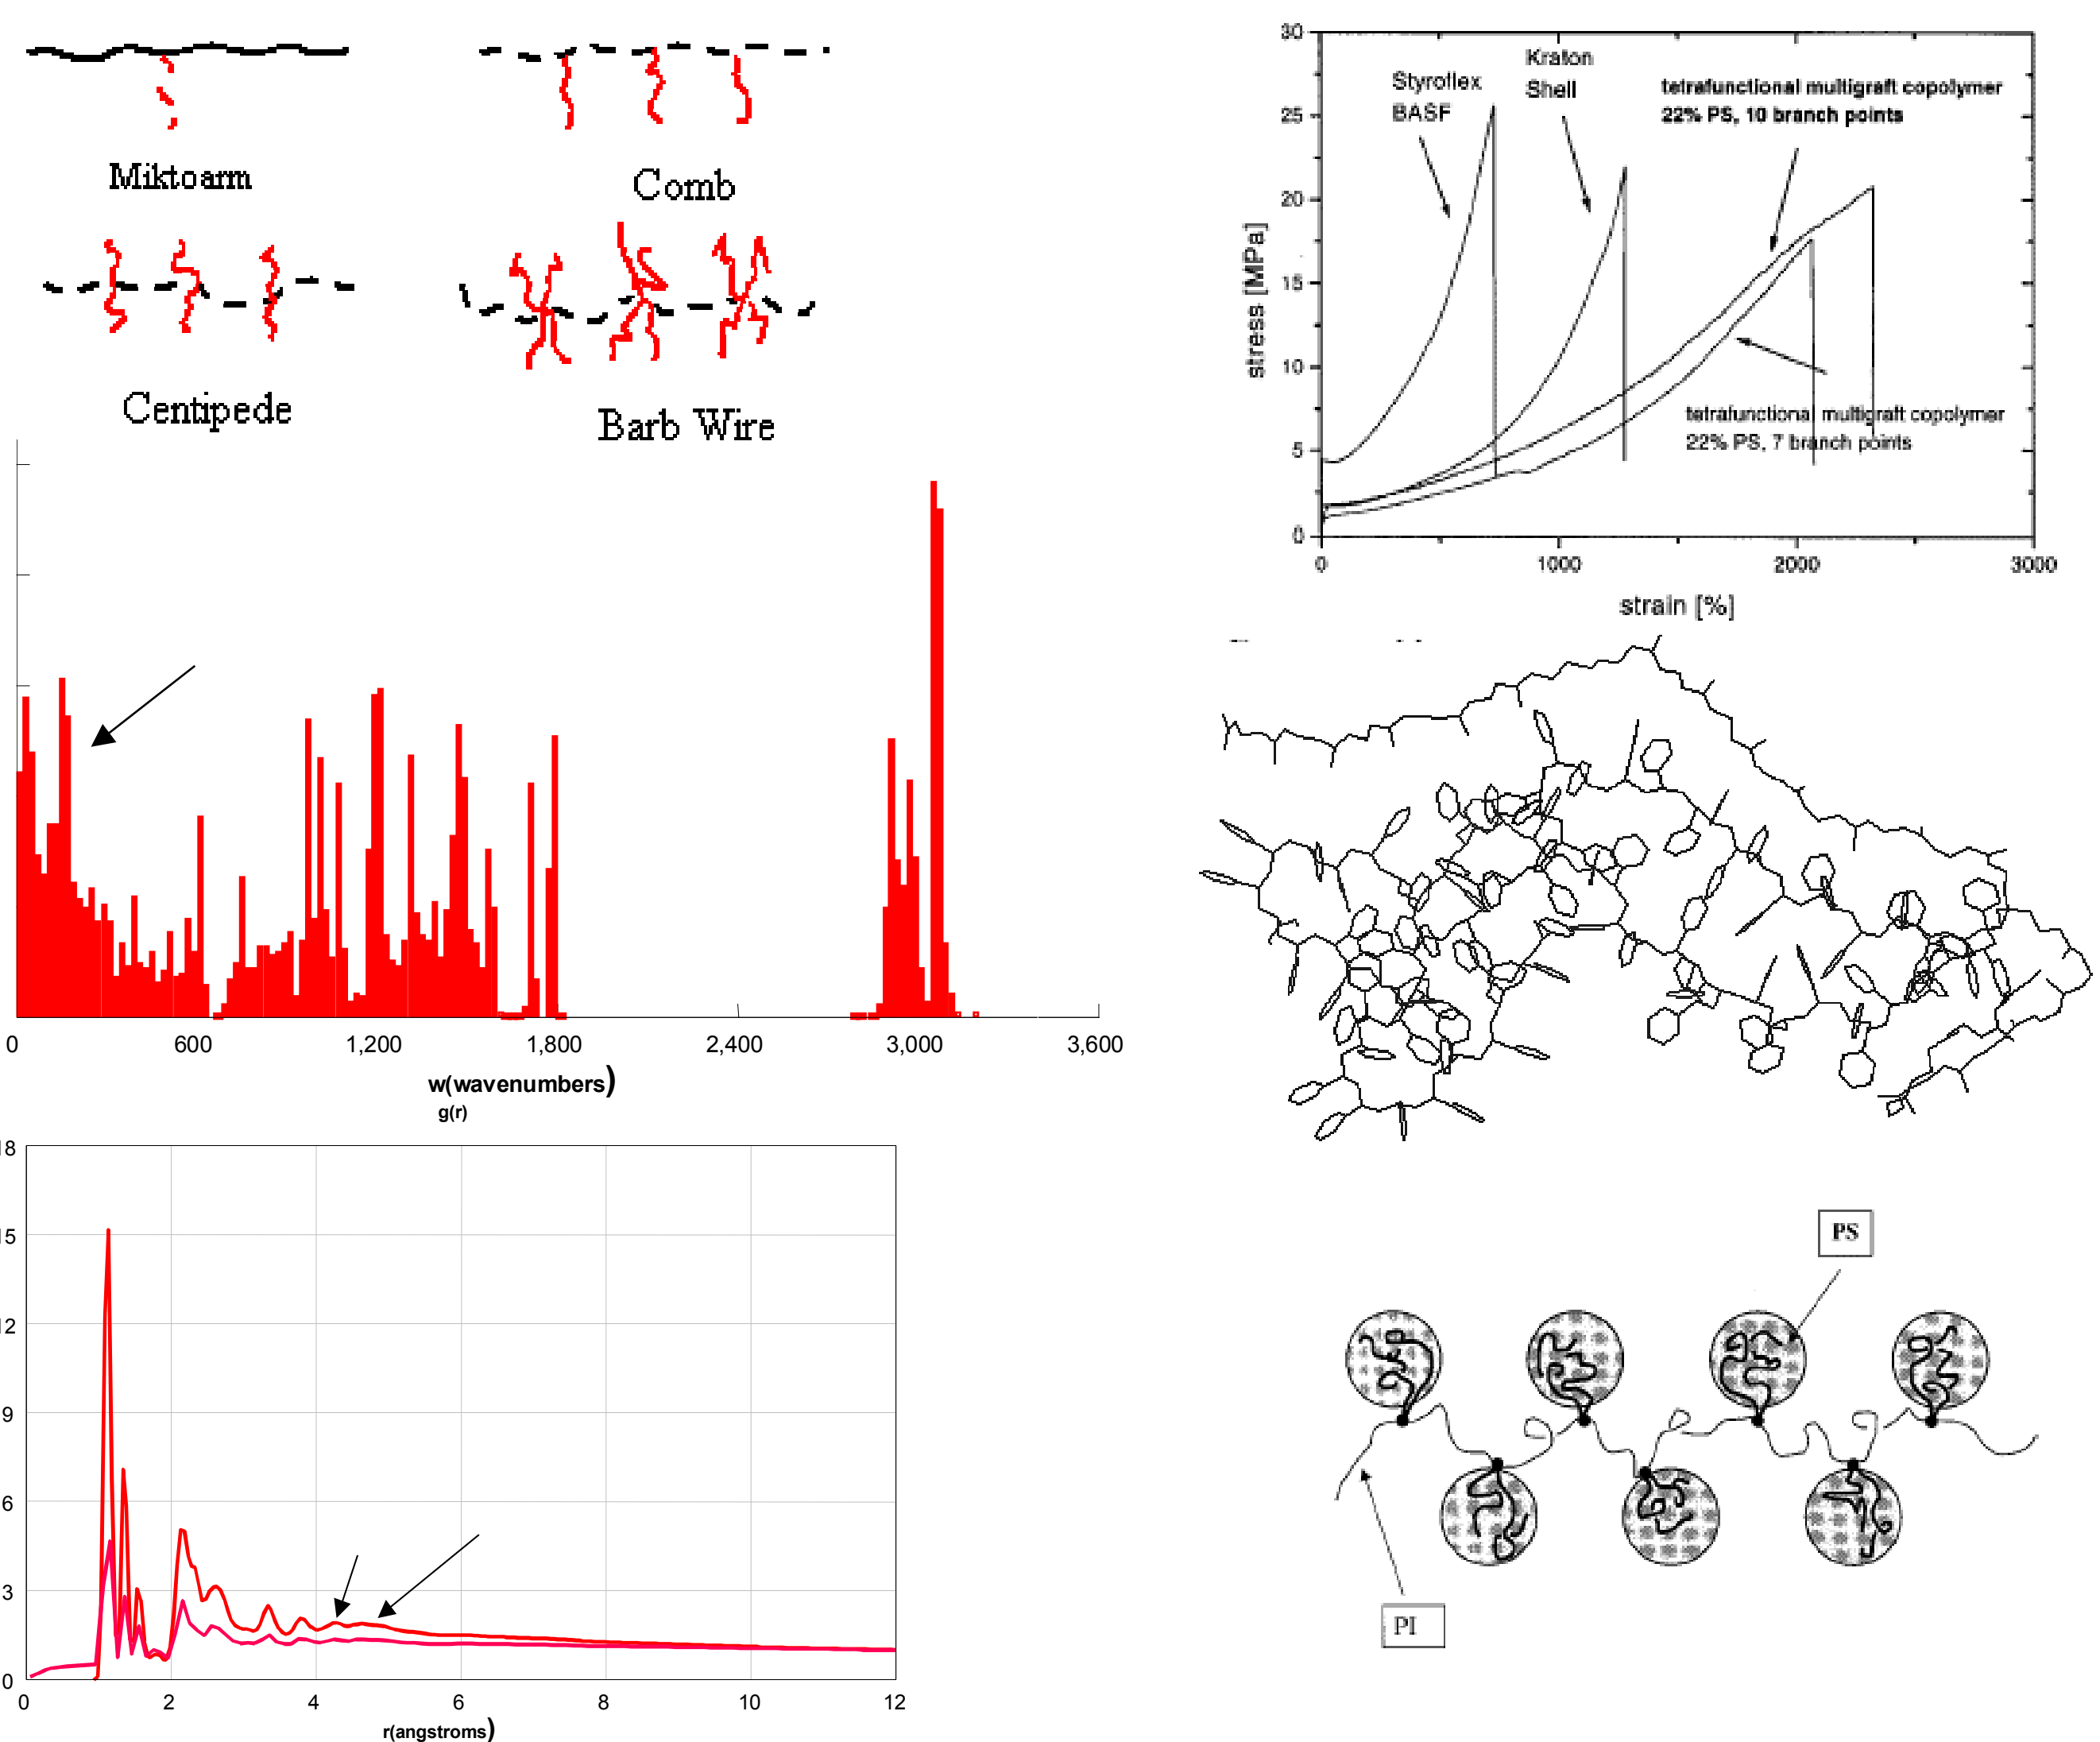 Miktoarm
Comb
Centipede
Barb Wire
0
600
1,200
1,800
2,400
3,000
3,600
w(wavenumbers)
g(r)
18
15
12
9
6
3
0
0
2
4
6
8
10
12
r(angstroms)
30
25
20
15
10
5
0
stress [MPa]
Styroflex
BASF
Kraton
Shell
tetrafunctional multigraft copolymer
22% PS, 10 branch points
tetrafunctional multigraft copolymer
22% PS, 7 branch points
0
1000
2000
3000
strain [%]
PS
PI